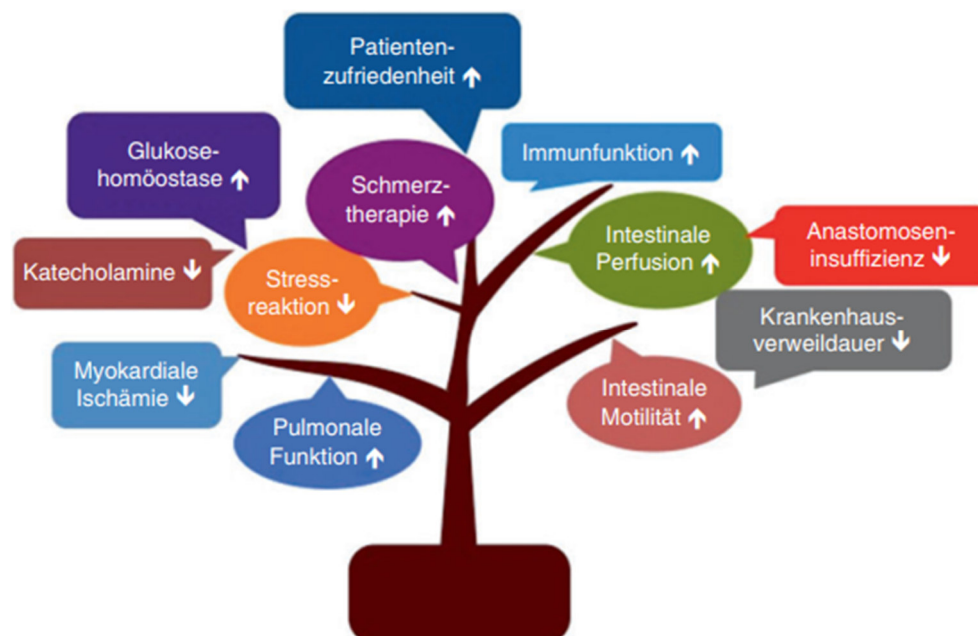 Patienten-
zufriedenheit ↑
Glukose-
homöostase ↑
Immunfunktion ↑
Schmerz-
therapie ↑
Intestinale
Perfusion ↑
Anastomosen-
insuffizienz ↓
Katecholamine ↓
Stress-
reaktion ↓
Krankenhaus-
verweildauer ↓
Myokardiale
Ischämie ↓
Intestinale
Motilität ↑
Pulmonale
Funktion ↑